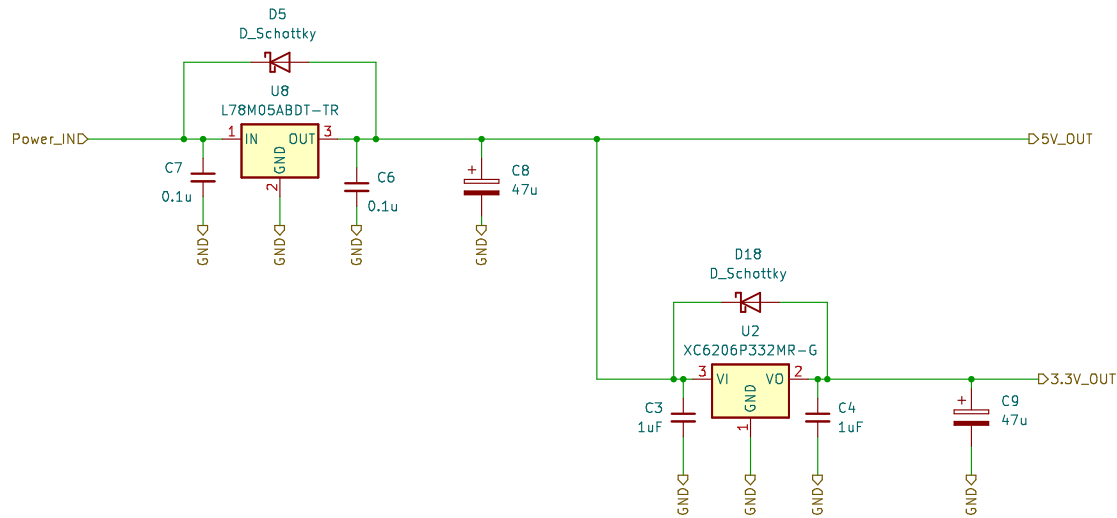 D5
D_Schottky
U8
L78M05ABDT-TR
Power_IN
1
IN
OUT
3
5V_OUT
GND
2
C7
0.1u
C6
0.1u
+
C8
47u
GND
GND
GND
GND
D18
D_Schottky
U2
XC6206P332MR-G
3
VI
VO
2
3.3V_OUT
GND
1
C3
1uF
C4
1uF
+
C9
47u
GND
GND
GND
GND